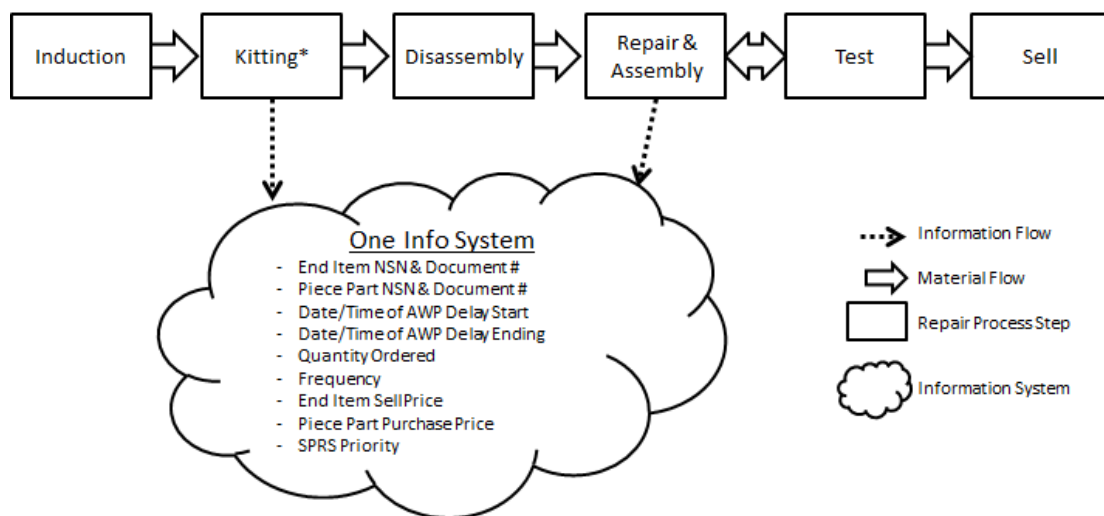 Induction
Kitting*
Disassembly
Repair &
Assembly
Test
Sell
One Info System
- End Item NSN & Document #
- Piece Part NSN & Document #
- Date/Time of AWP Delay Start
- Date/Time of AWP Delay Ending
- Quantity Ordered
- Frequency
- End Item Sell Price
- Piece Part Purchase Price
- SPRS Priority
Information Flow
Material Flow
Repair Process Step
Information System